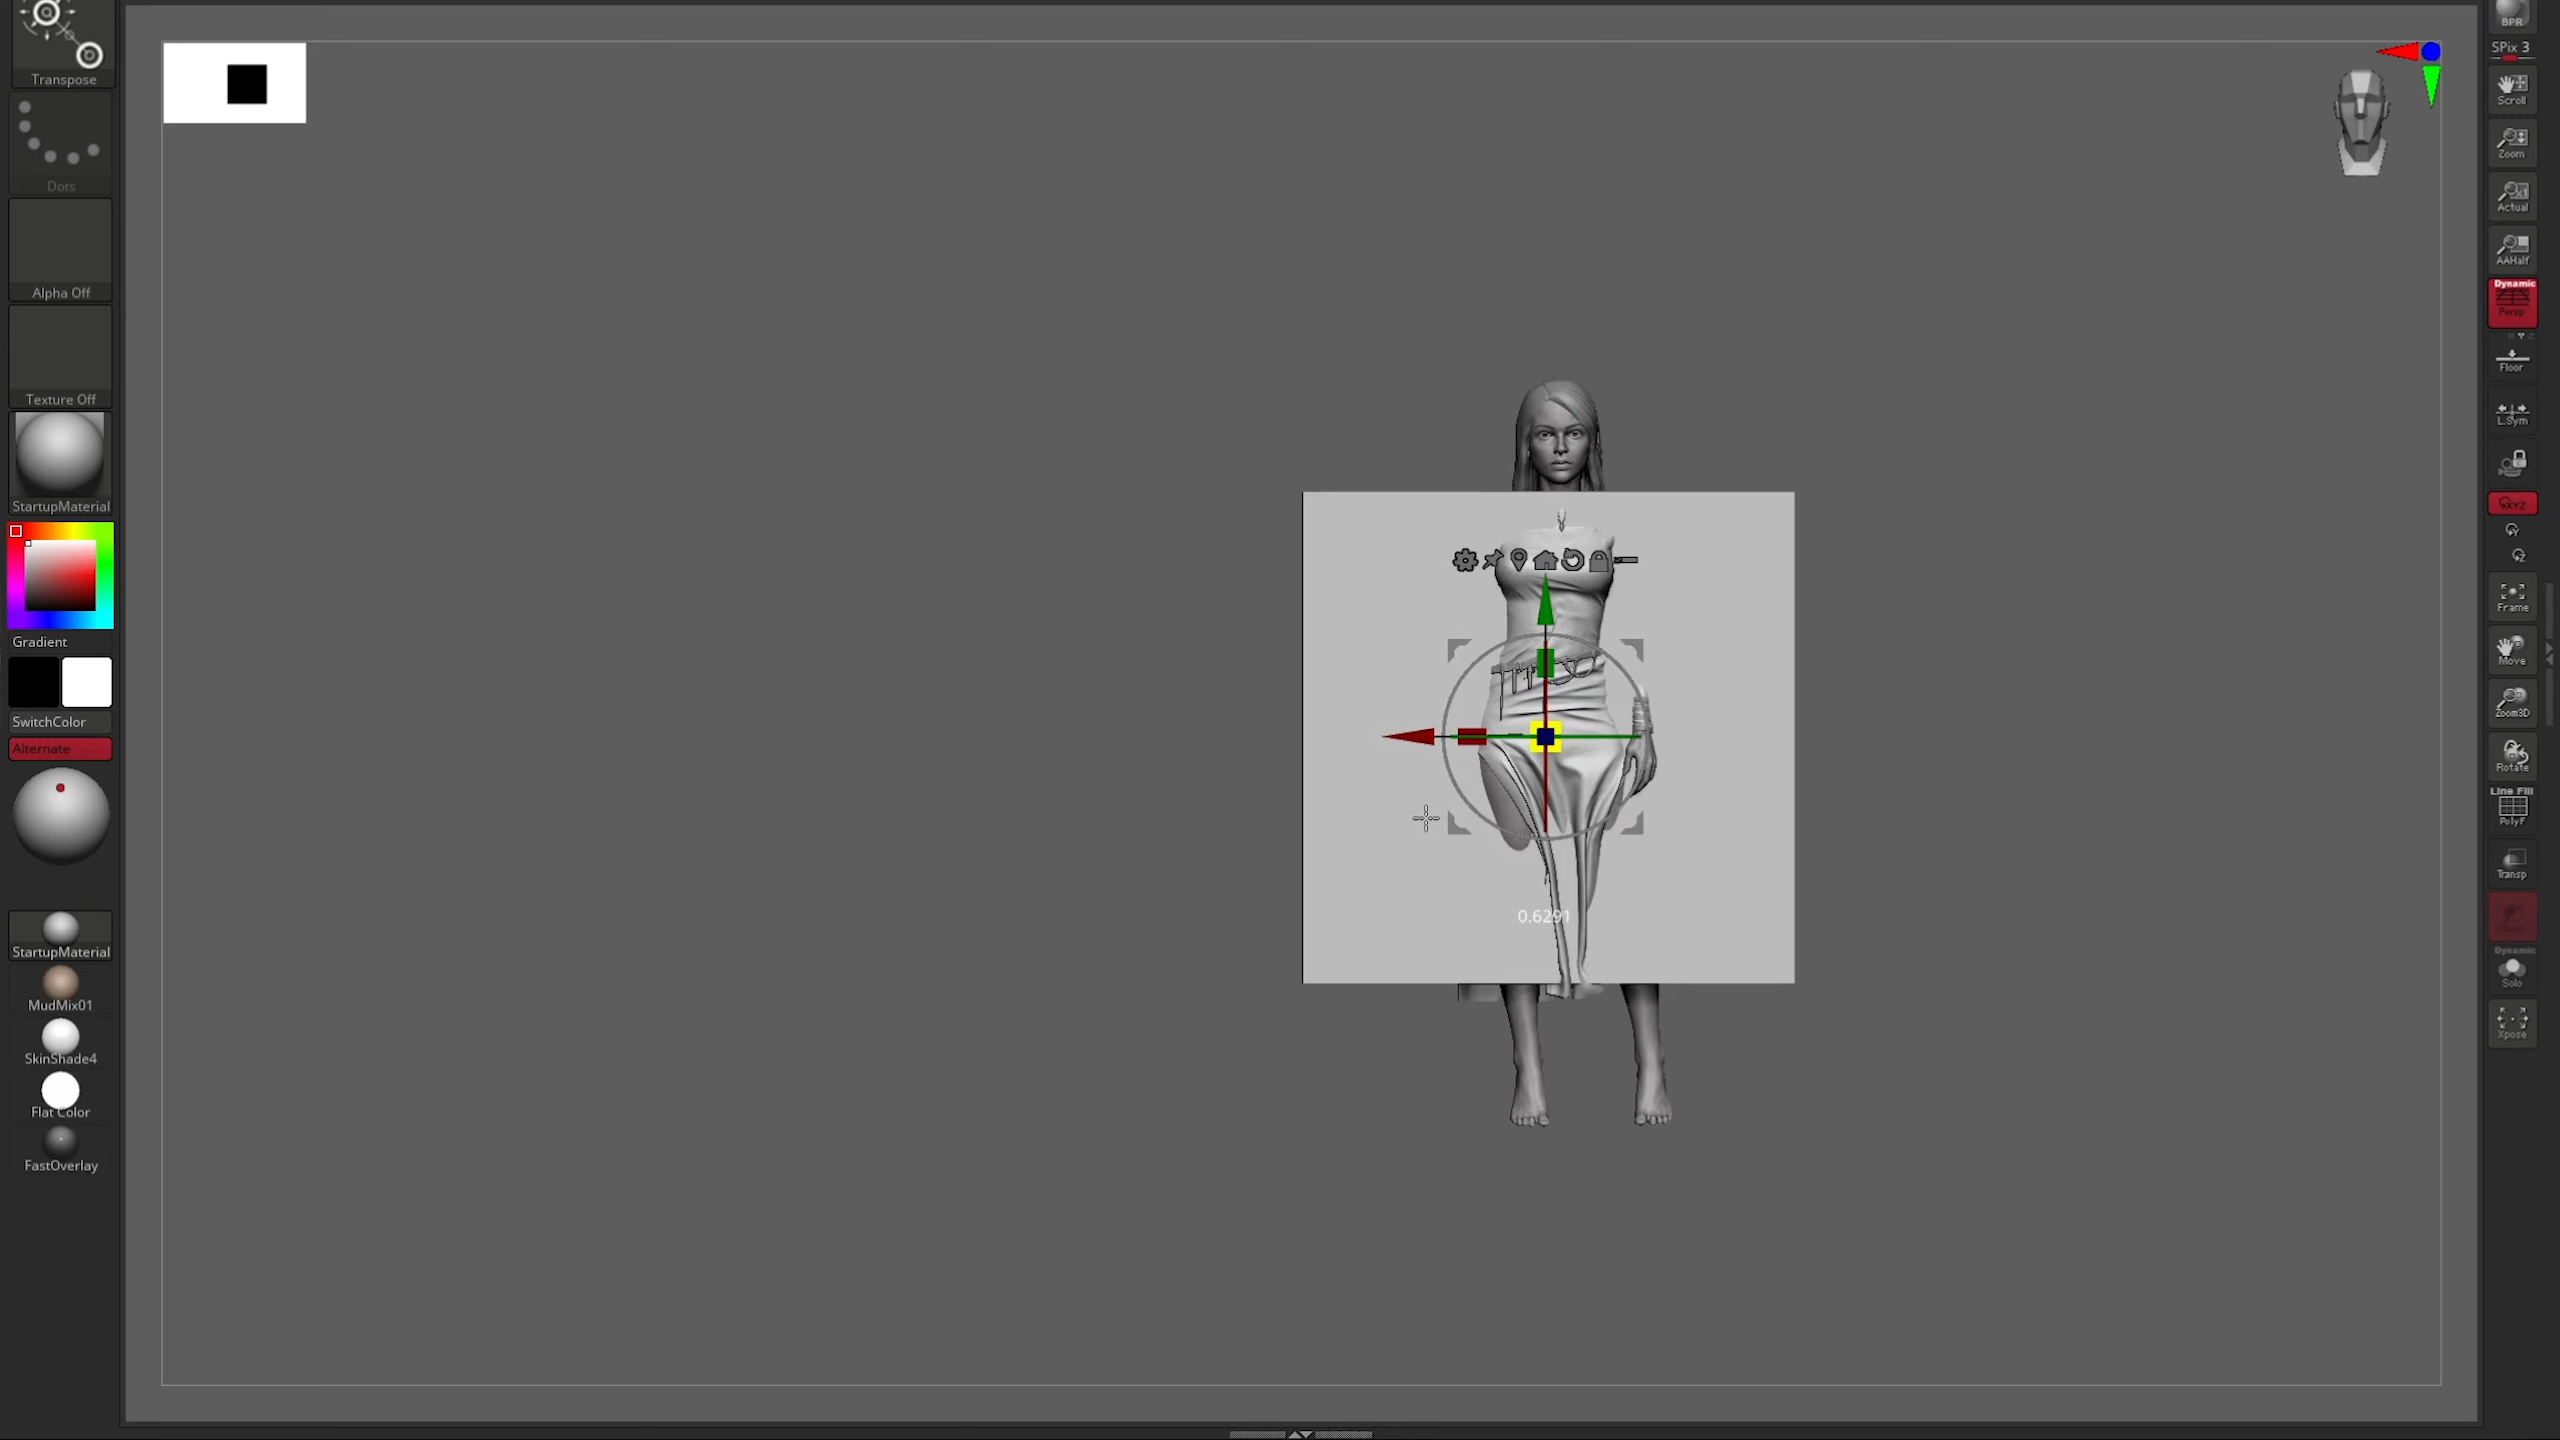 Transpose
Dots
Alpha Off
Texture Off
StartupMaterial
Gradient
SwitchColor
Alternate
StartupMaterial
MudMix01
SkinShade4
Flat Color
FastOverlay
0.6291
BPR
SPix 3
Scroll
Zoom
Actual
AAHalf
Dynamic
Persp
Floor
L.Sym
XYZ
Frame
Move
Zoom3D
Rotate
Line Fill
PolyF
Transp
Dynamic
Solo
Xpose